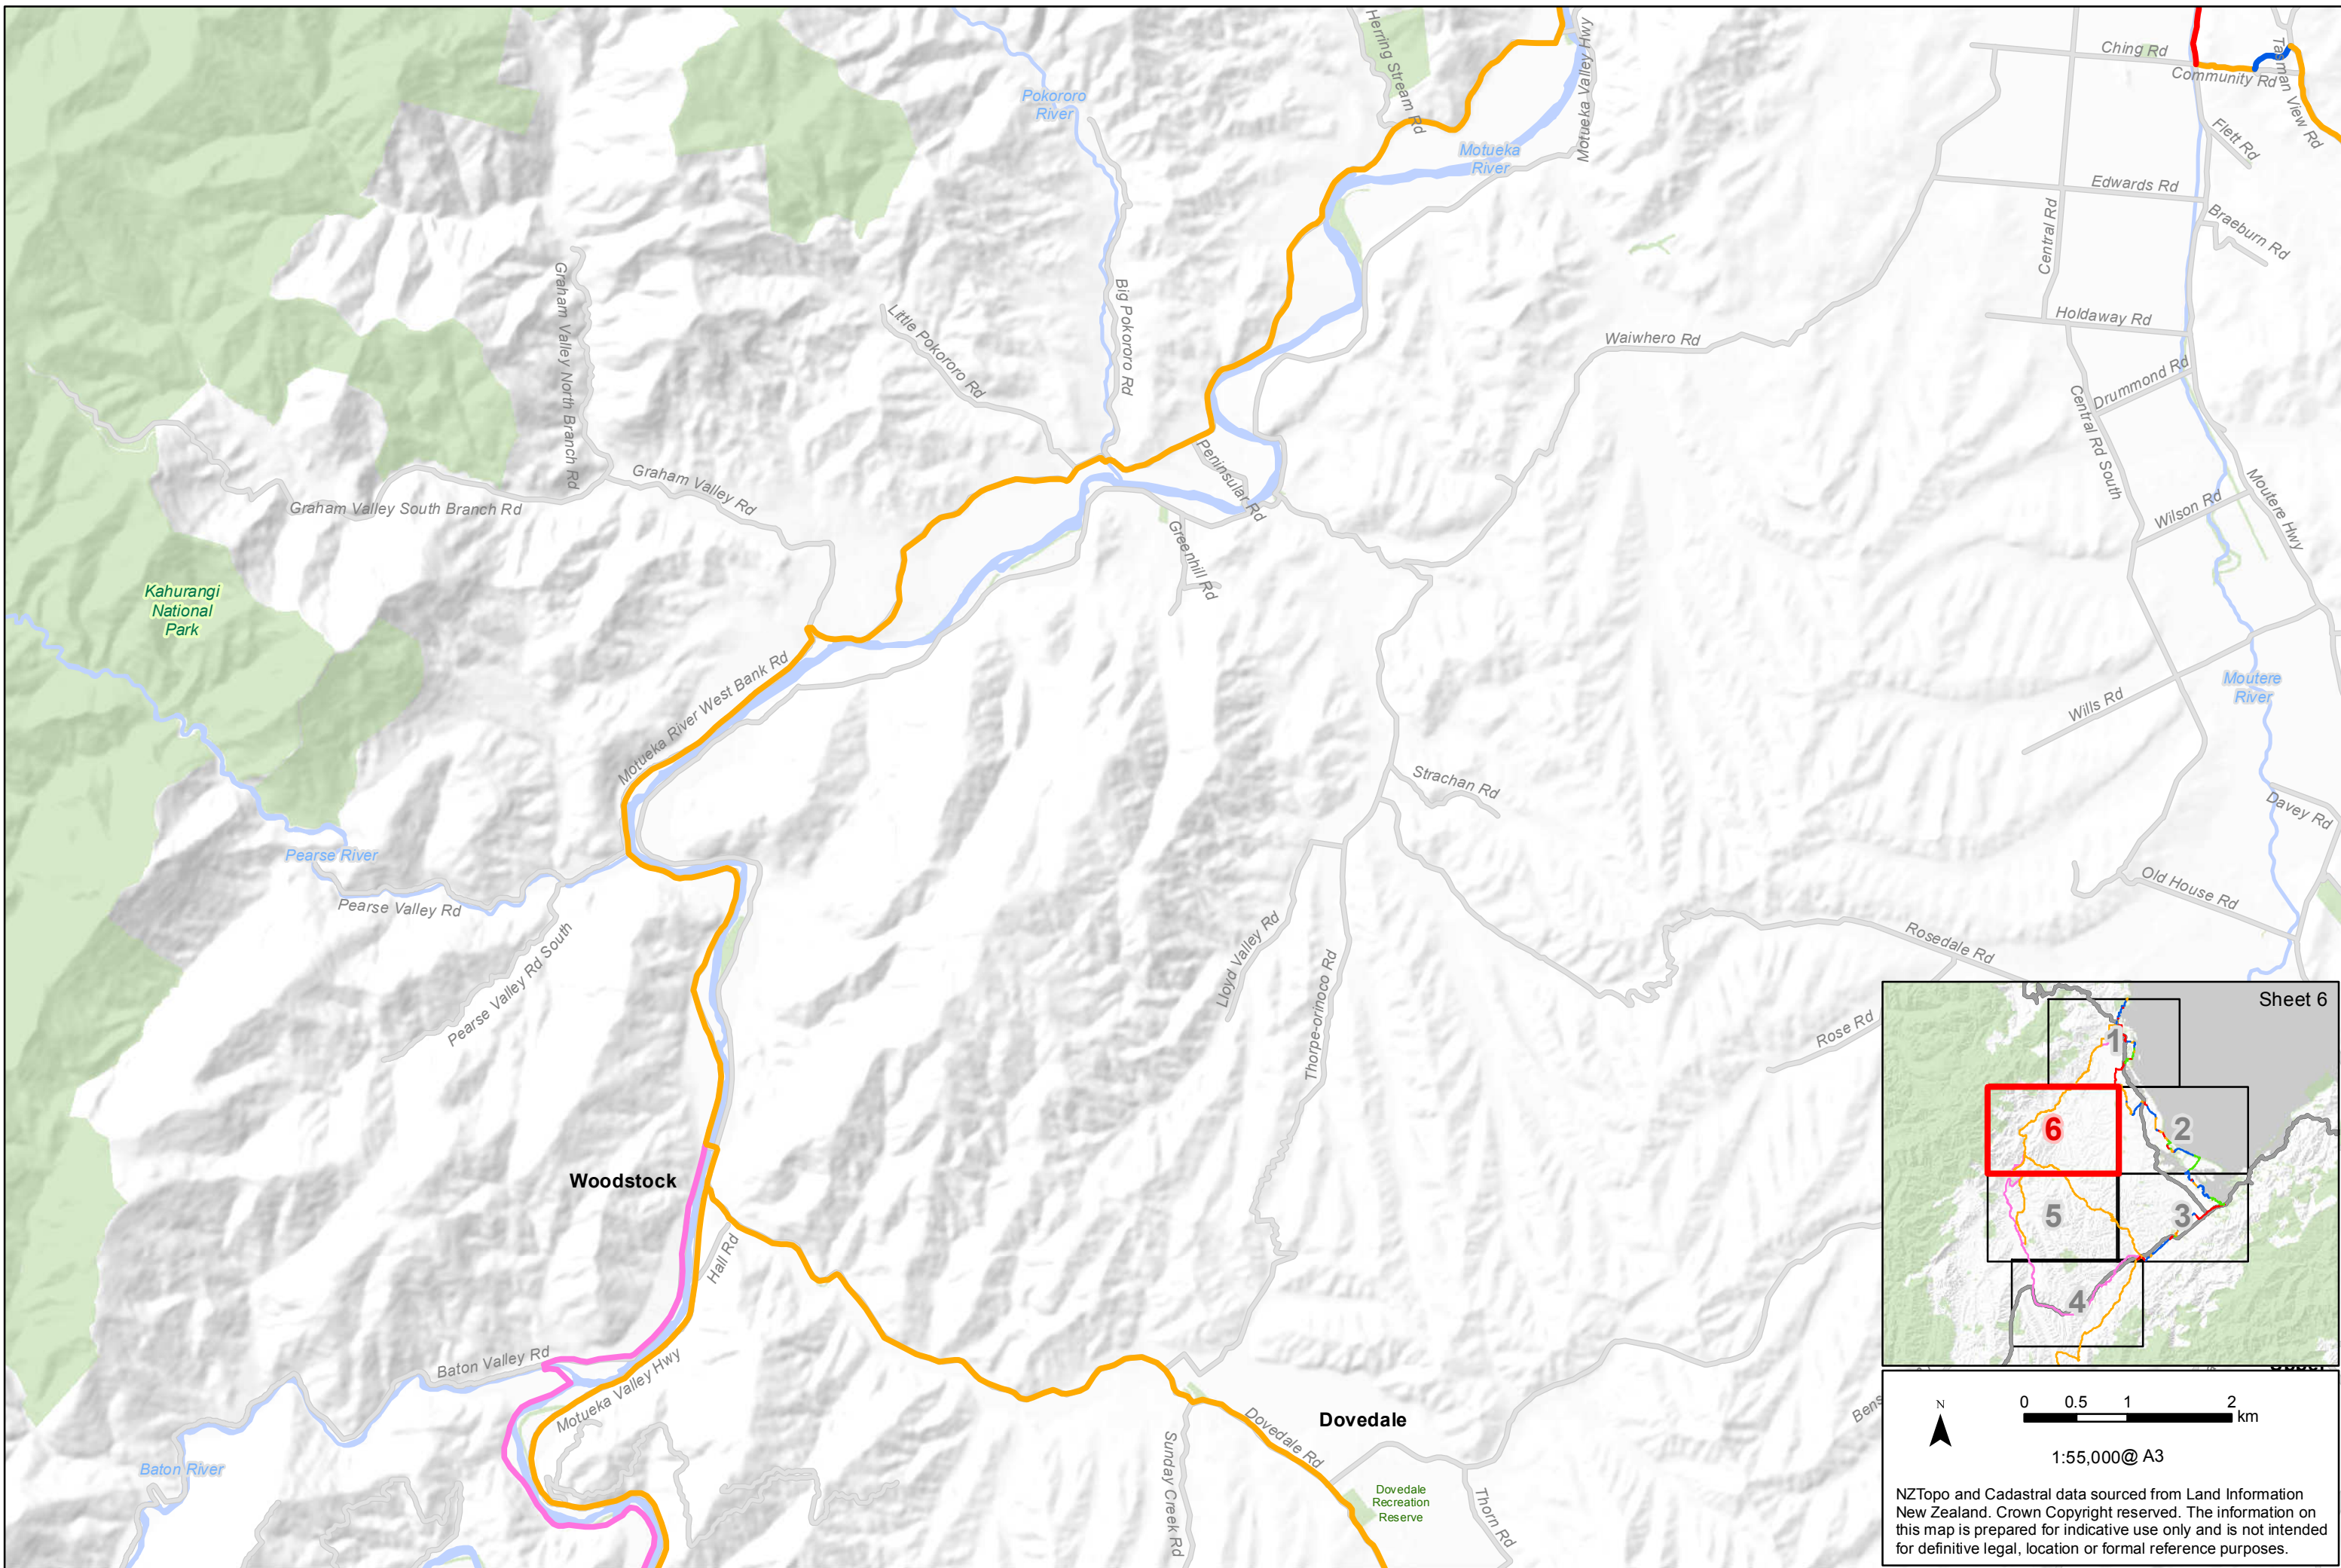 Herring Stream Rd
Motueka Valley Hwy
Ching Rd
Community Rd
Tasman View Rd
Pokororo
River
Motueka
River
Flett Rd
Edwards Rd
Central Rd
Braeburn Rd
Graham Valley North Branch Rd
Big Pokororo Rd
Little Pokororo Rd
Waiwhero Rd
Holdaway Rd
Drummond Rd
Central Rd South
Peninsular Rd
Graham Valley Rd
Graham Valley South Branch Rd
Moutere Hwy
Wilson Rd
Greenhill Rd
Kahurangi
National
Park
Motueka River West Bank Rd
Moutere
River
Wills Rd
Strachan Rd
Davey Rd
Pearse River
Old House Rd
Pearse Valley Rd
Pearse Valley Rd South
Lloyd Valley Rd
Thorpe-orinoco Rd
Rosedale Rd
Rose Rd
Woodstock
Hall Rd
Baton Valley Rd
Motueka Valley Hwy
Baton River
Dovedale
Dovedale Rd
Sunday Creek Rd
Dovedale
Recreation
Reserve
Thorn Rd
Bens
Sheet 6
1
6
2
5
3
4
N
0 0.5 1 2
km
1:55,000@ A3
NZTopo and Cadastral data sourced from Land Information
New Zealand. Crown Copyright reserved. The information on
this map is prepared for indicative use only and is not intended
for definitive legal, location or formal reference purposes.